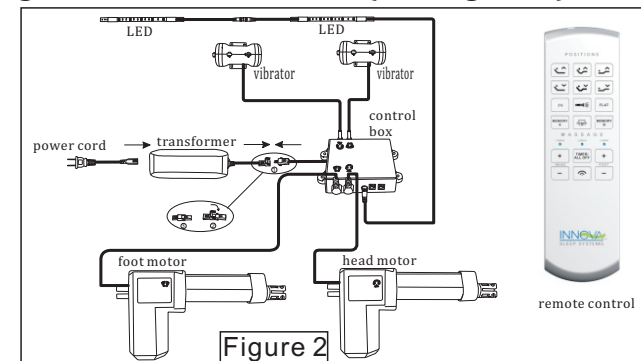 LED
LED
vibrator
vibrator
control
box
power cord
transformer
foot motor
head motor
Figure 2
POSITIONS
FLAT
MEMORY
MEMORY
MASSAGE
TIMER/
ALL OFF
INNOVA
SLEEP SYSTEMS
remote control